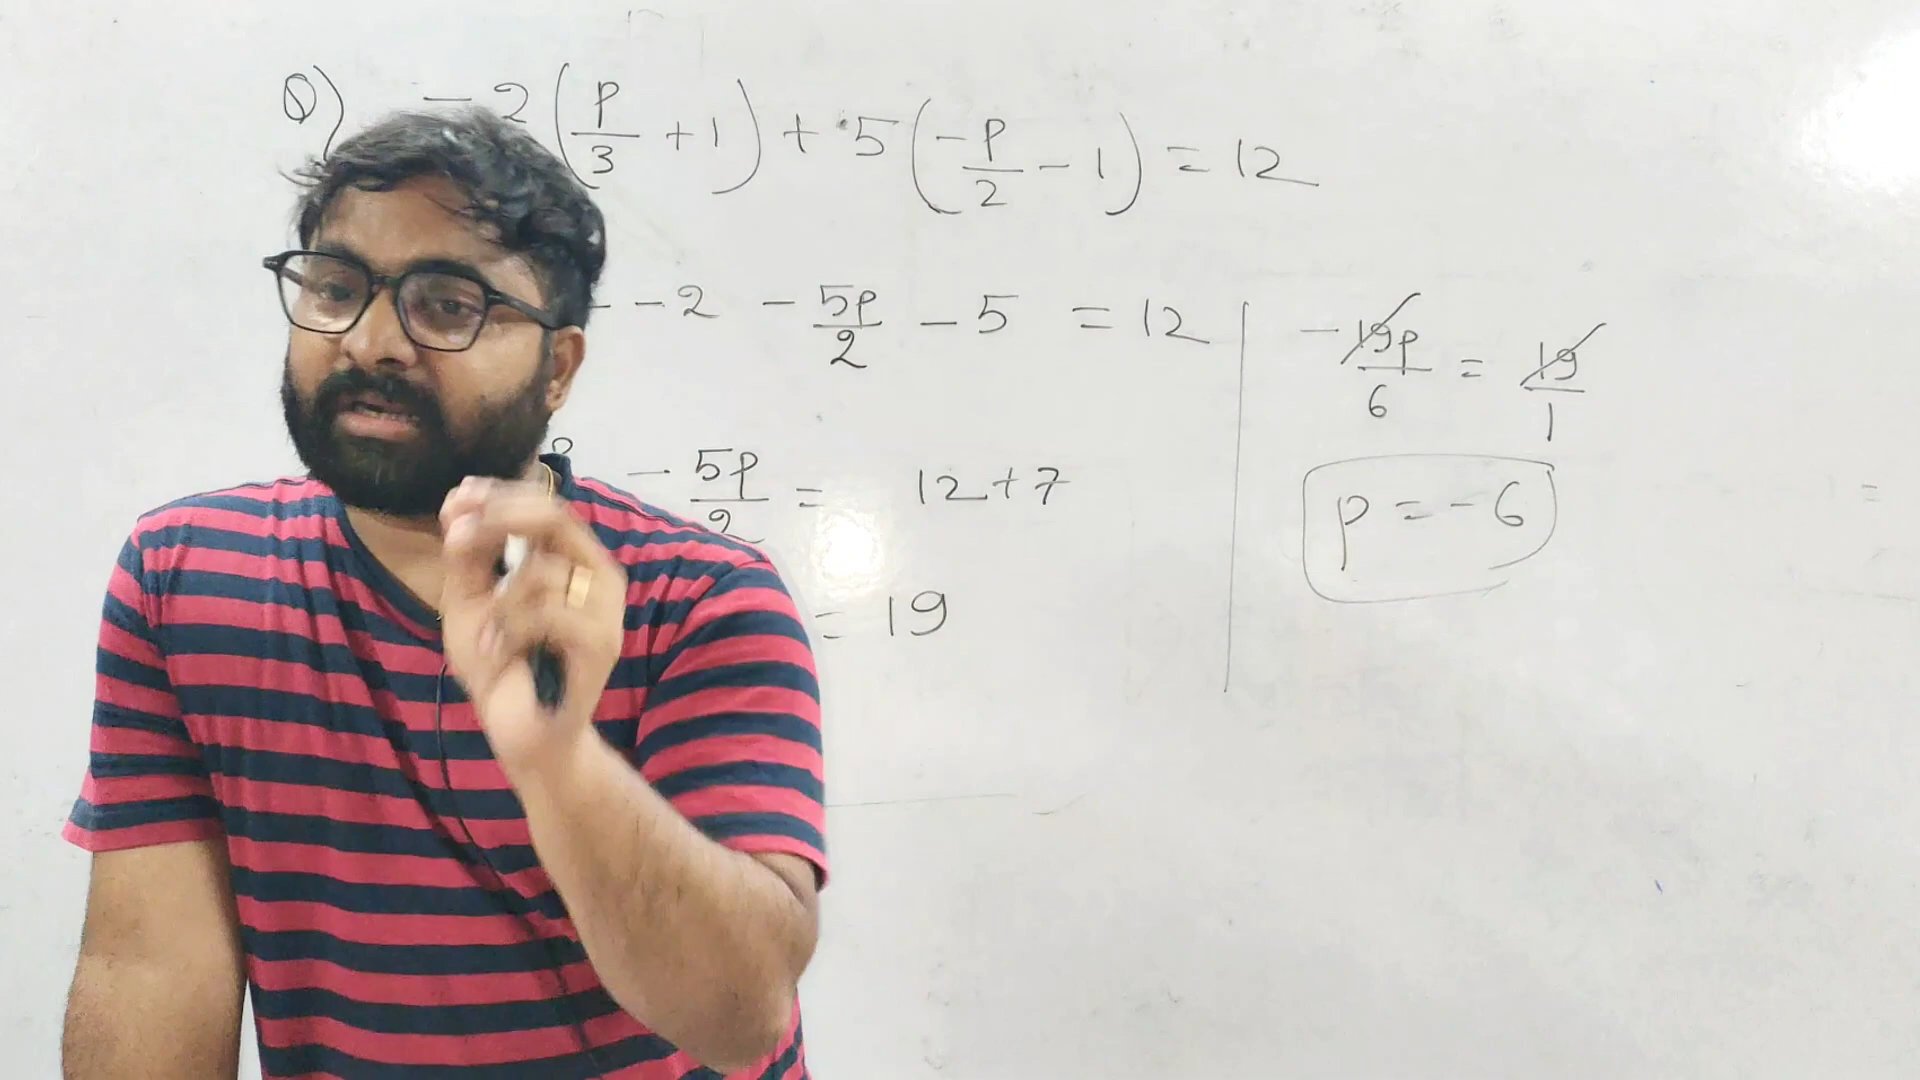 Q) -2(p/3 + 1) + 5(-p/2 - 1) = 12
- 2 - 5p/2 - 5 = 12
p - 5p/2 = 12+7
= 19
-19p/6 = 19/1
p = -6
=